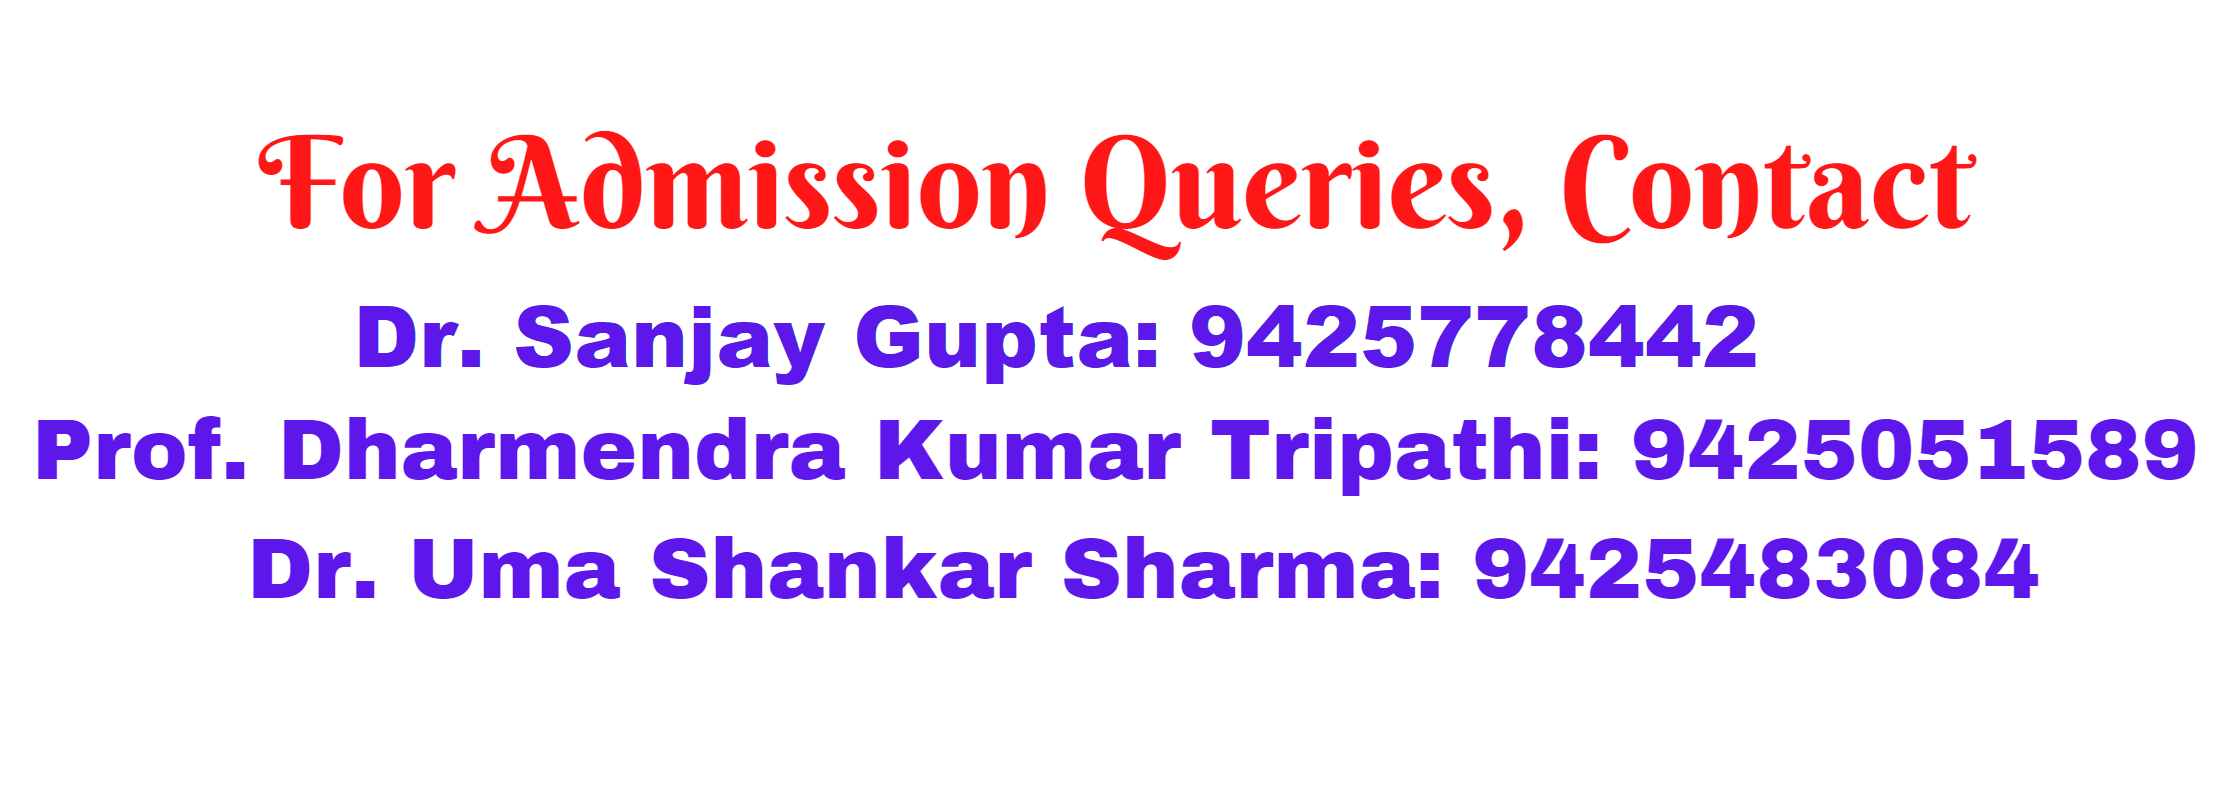 For Admission Queries, Contact
Dr. Sanjay Gupta: 9425778442
Prof. Dharmendra Kumar Tripathi: 9425051589
Dr. Uma Shankar Sharma: 9425483084